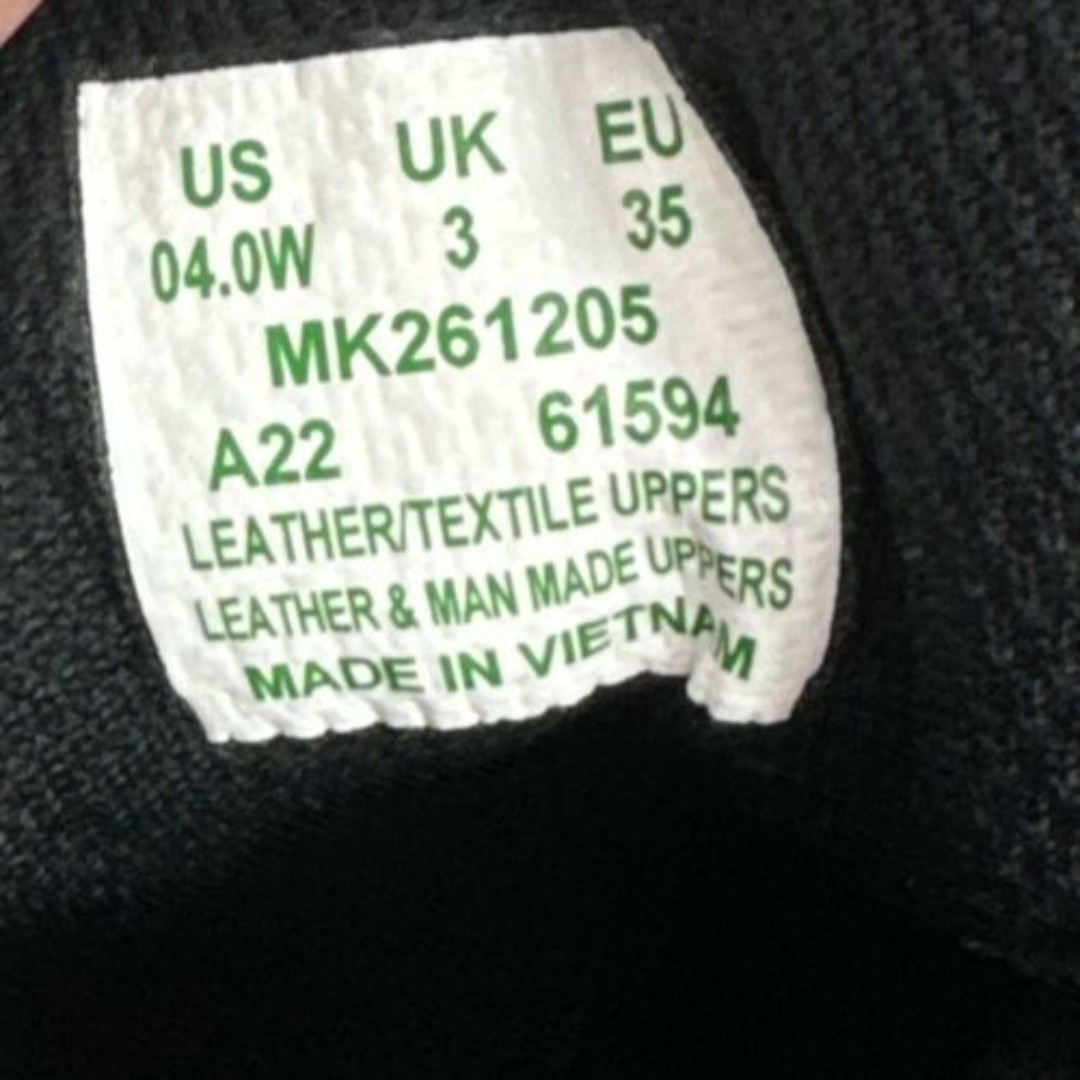 US UK EU
04.0W 3 35
MK261205
A22 61594
LEATHER/TEXTILE UPPERS
LEATHER & MAN MADE UPPERS
MADE IN VIETNAM